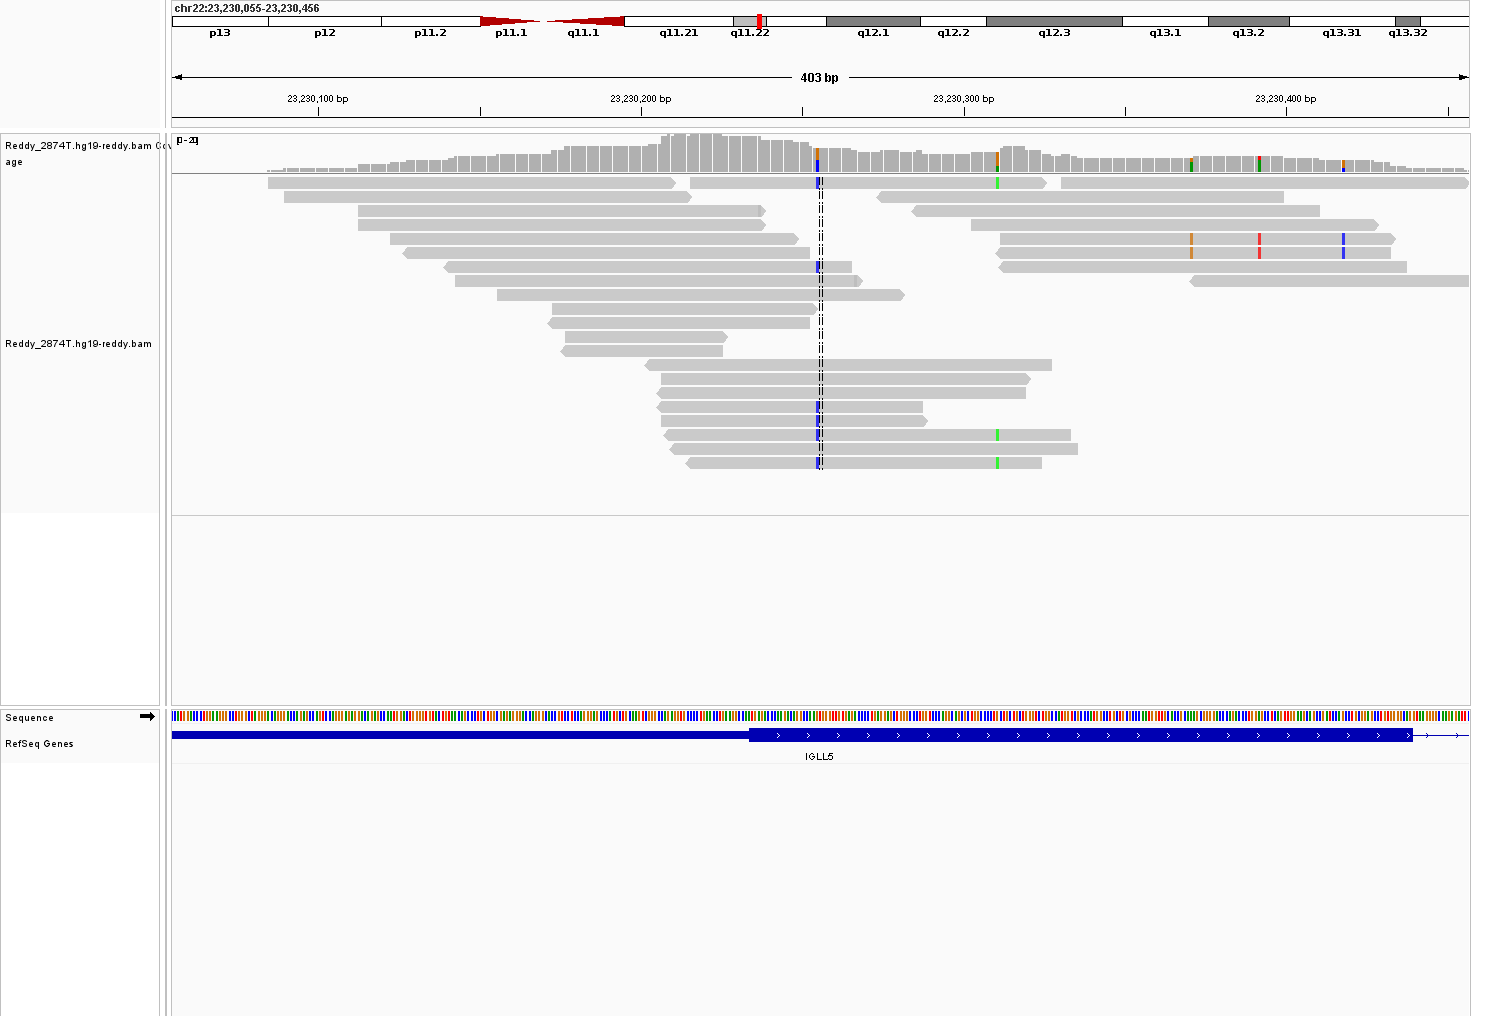 chr22:23,230,055-23,230,456
p13 p12 p11.2 p11.1 q11.1 q11.21 q11.22 q12.1 q12.2 q12.3 q13.1 q13.2 q13.31 q13.32
403 bp
23,230,100 bp 23,230,200 bp 23,230,300 bp 23,230,400 bp
[0-20]
Reddy_2874T.hg19-reddy.bam Cov
age
Reddy_2874T.hg19-reddy.bam
Sequence
RefSeq Genes
IGLL5